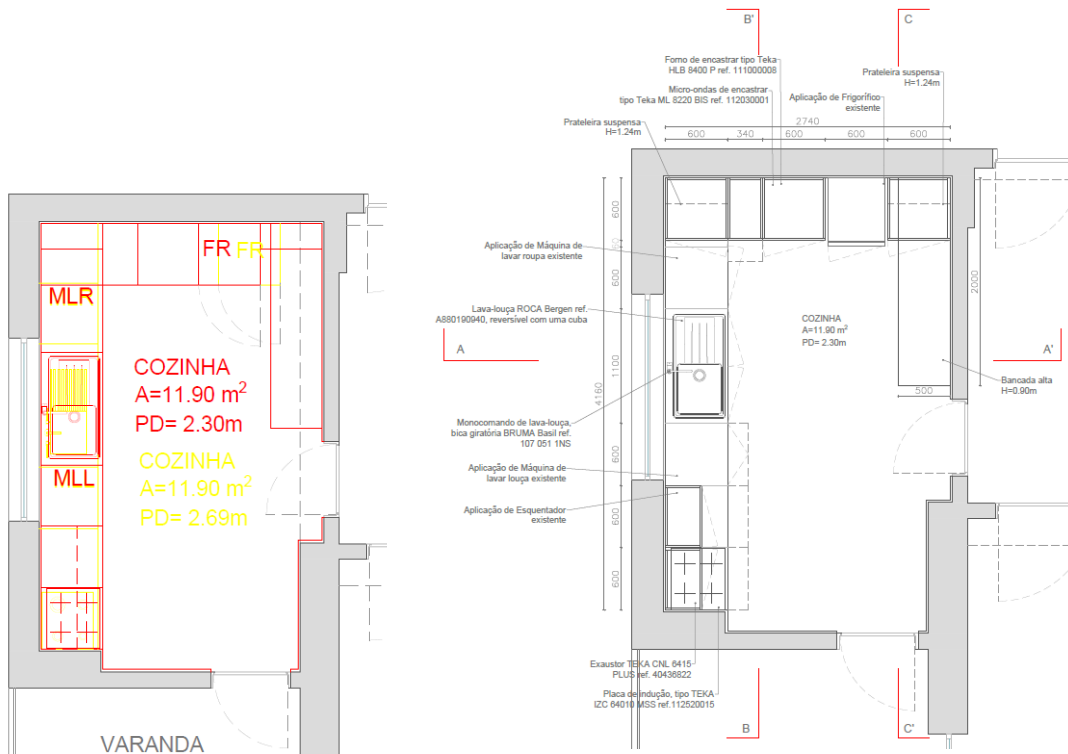 FR
FR
MLR
COZINHA
A=11.90 m²
PD= 2.30m
COZINHA
A=11.90 m²
PD= 2.69m
MLL
VARANDA
B'
C
Forno de encastrar tipo Teka
HLB 8400 P ref. 111000008
Micro-ondas de encastrar
tipo Teka ML 8220 BIS ref. 112030001
Prateleira suspensa
H=1.24m
Aplicação de Frigorífico
existente
Prateleira suspensa
H=1.24m
2740
600
340
600
600
600
600
600
1100
600
600
600
4160
2000
500
Aplicação de Máquina de
lavar roupa existente
Lava-louça ROCA Bergen ref.
A880190940, reversível com uma cuba
A
A'
COZINHA
A=11.90 m²
PD= 2.30m
Bancada alta
H=0.90m
Monocomando de lava-louça,
bica giratória BRUMA Basil ref.
107 051 1NS
Aplicação de Máquina de
lavar louça existente
Aplicação de Esquentador
existente
Exaustor TEKA CNL 6415
PLUS ref. 40436822
Placa de indução, tipo TEKA
IZC 64010 MSS ref.112520015
B
C'